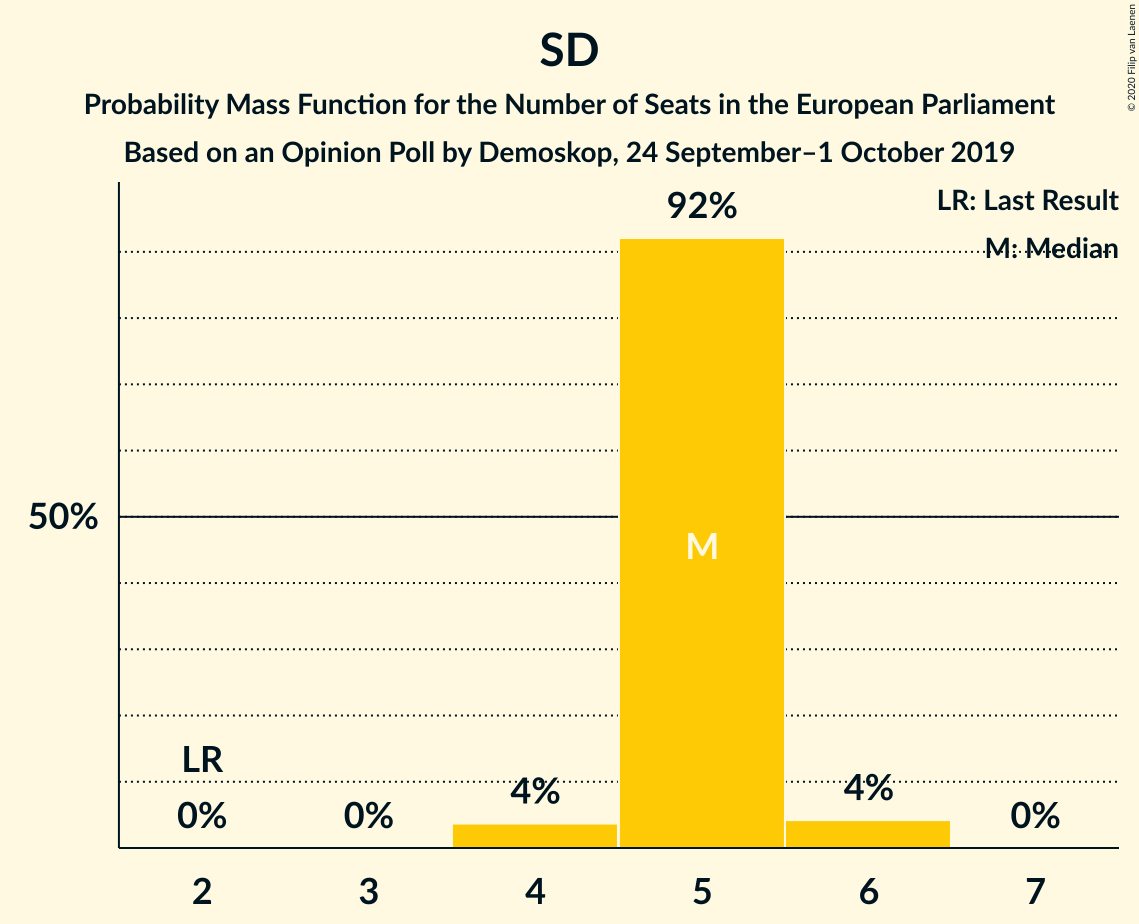 SD
Probability Mass Function for the Number of Seats in the European Parliament
Based on an Opinion Poll by Demoskop, 24 September–1 October 2019
© 2020 Filip van Laenen
LR: Last Result
M: Median
92%
50%
M
LR
0%
0%
4%
4%
0%
2
3
4
5
6
7